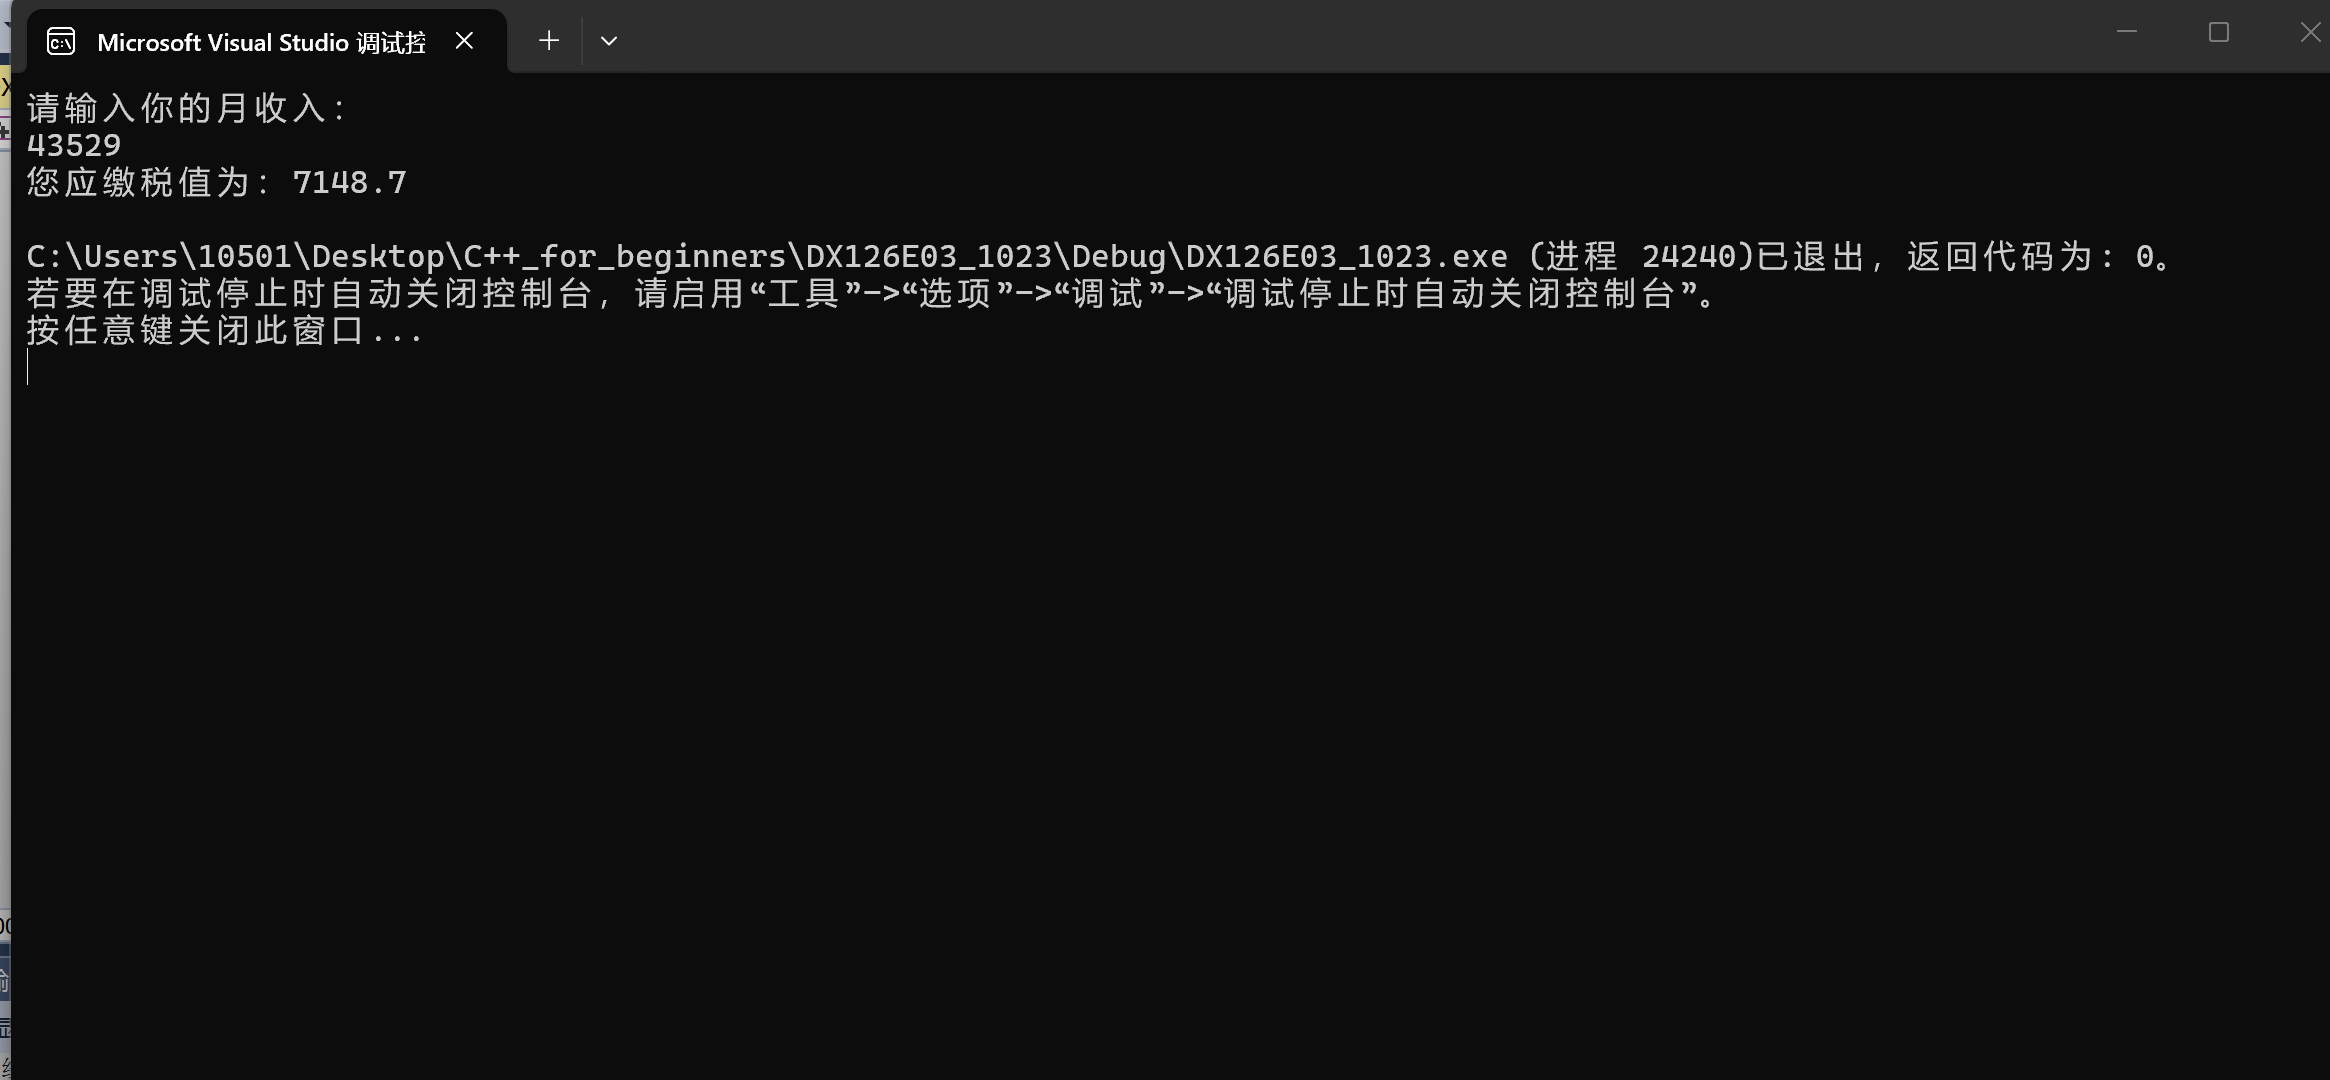 Microsoft Visual Studio 调试控
请输入你的月收入：
43529
您应缴税值为：7148.7
C:\Users\10501\Desktop\C++_for_beginners\DX126E03_1023\Debug\DX126E03_1023.exe (进程 24240)已退出，返回代码为：0。
若要在调试停止时自动关闭控制台，请启用“工具”->“选项”->“调试”->“调试停止时自动关闭控制台”。
按任意键关闭此窗口...